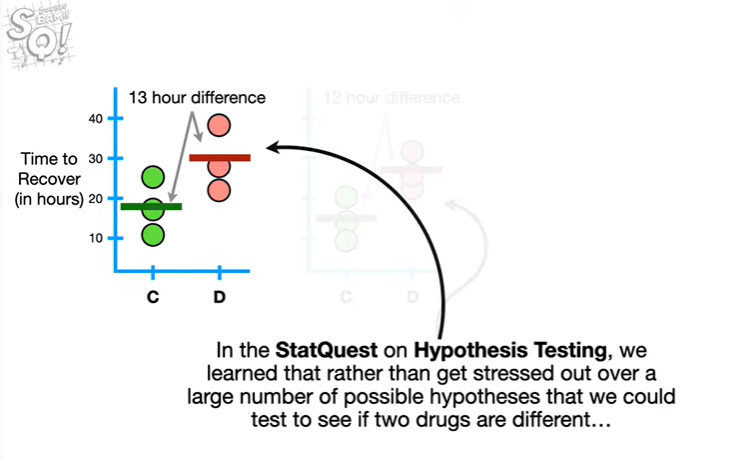 13 hour difference
12 hour difference
40
Time to
Recover
(in hours)
30
20
10
C
D
C
D
In the StatQuest on Hypothesis Testing, we
learned that rather than get stressed out over a
large number of possible hypotheses that we could
test to see if two drugs are different…